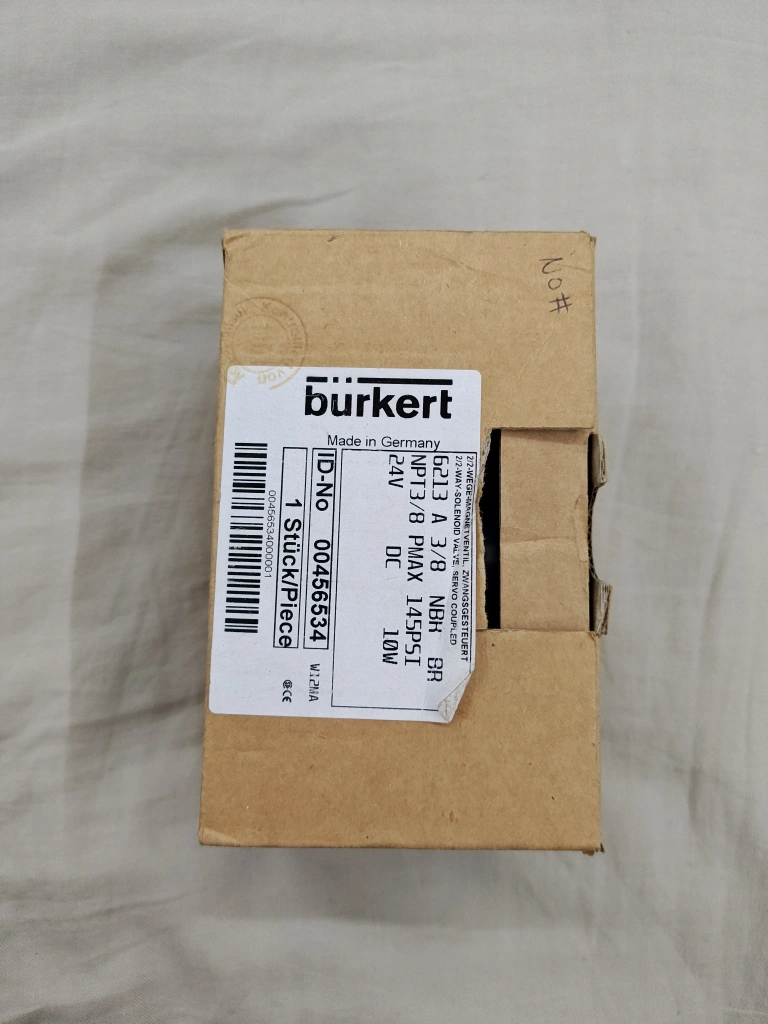 bürkert
Made in Germany
2/2-WEGE-MAGNETVENTIL, ZWANGSGESTEUERT
2/2-WAY-SOLENOID VALVE, SERVO COUPLED
6213 A 3/8 NBR BR
NPT3/8 PMAX 145PSI
24V DC 10W
ID-No 00456534
W12MA
1 Stück/Piece
CE
00456534000001
NO#